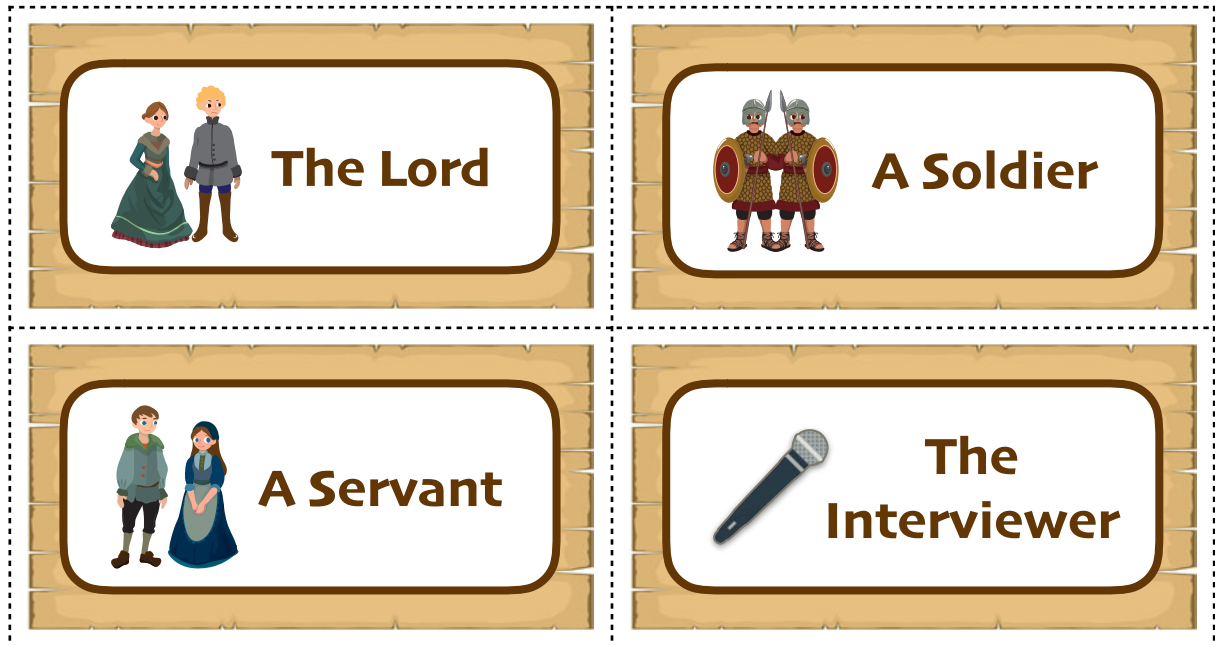 The Lord
A Soldier
A Servant
The
Interviewer